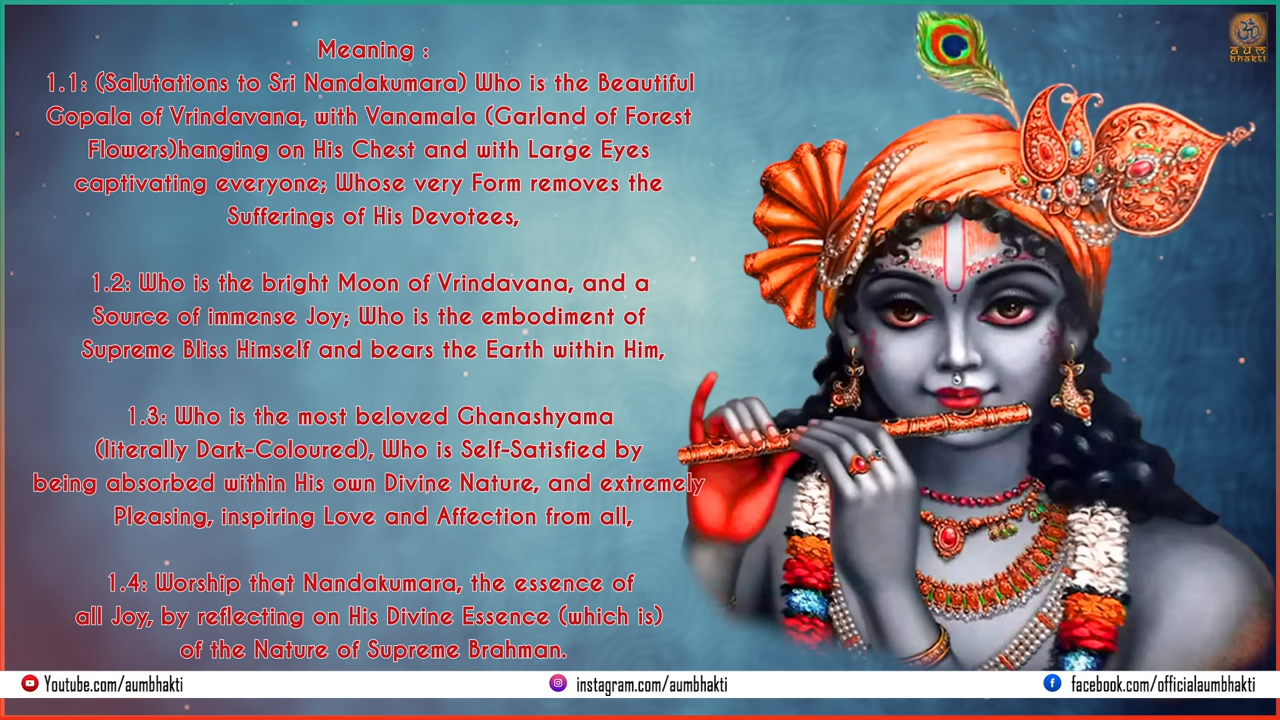 Meaning :
1.1: (Salutations to Sri Nandakumara) Who is the Beautiful
Gopala of Vrindavana, with Vanamala (Garland of Forest
Flowers)hanging on His Chest and with Large Eyes
captivating everyone; Whose very Form removes the
Sufferings of His Devotees,
1.2: Who is the bright Moon of Vrindavana, and a
Source of immense Joy; Who is the embodiment of
Supreme Bliss Himself and bears the Earth within Him,
1.3: Who is the most beloved Ghanashyama
(literally Dark-Coloured), Who is Self-Satisfied by
being absorbed within His own Divine Nature, and extremely
Pleasing, inspiring Love and Affection from all,
1.4: Worship that Nandakumara, the essence of
all Joy, by reflecting on His Divine Essence (which is)
of the Nature of Supreme Brahman.
ॐ
AUM
bhakti
Youtube.com/aumbhakti
instagram.com/aumbhakti
facebook.com/officialaumbhakti